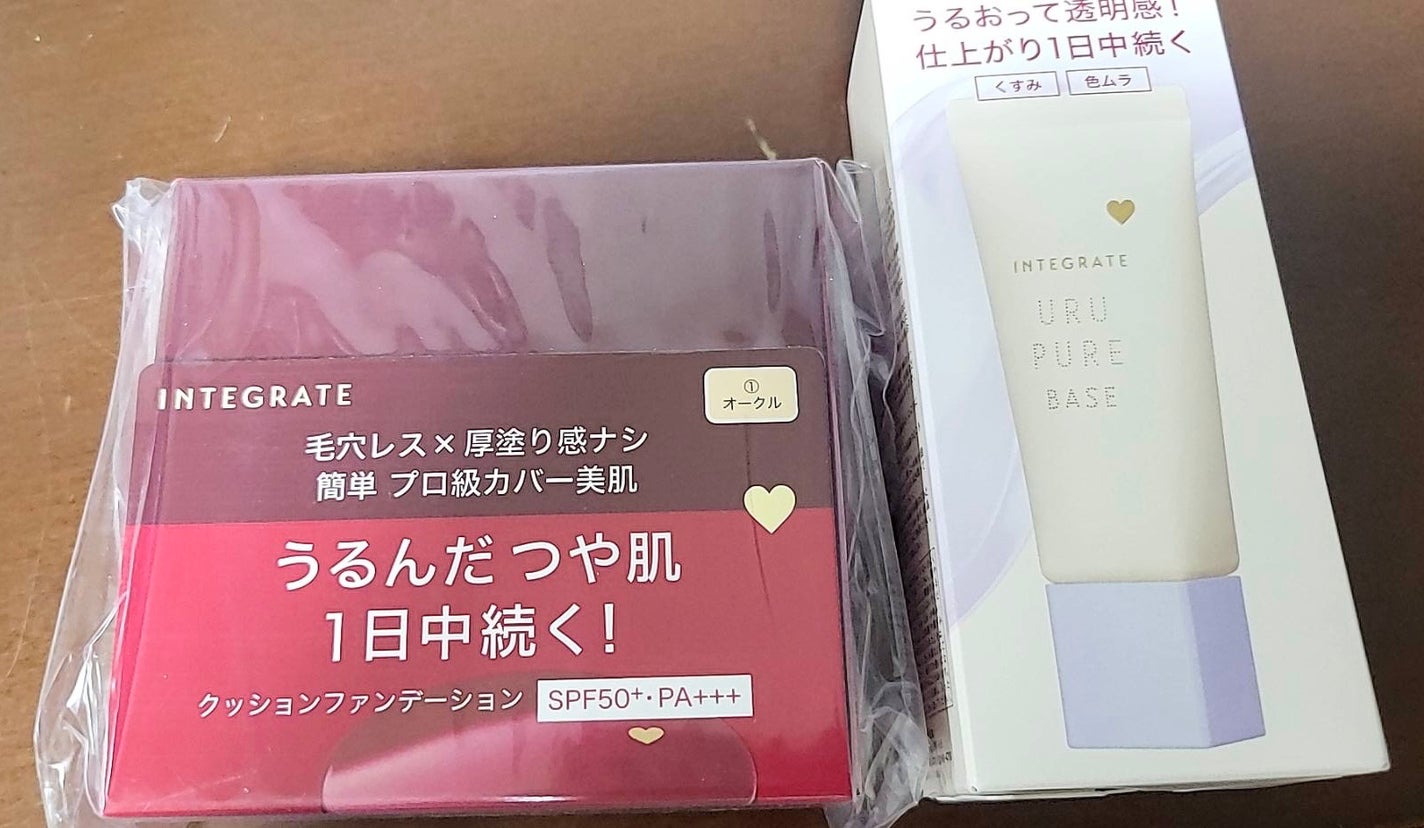 INTEGRATE
①
オークル
毛穴レス×厚塗り感ナシ
簡単 プロ級カバー美肌
うるんだ つや肌
1日中続く!
クッションファンデーション SPF50+・PA+++
うるおって透明感!
仕上がり1日中続く
くすみ 色ムラ
INTEGRATE
URU
PURE
BASE